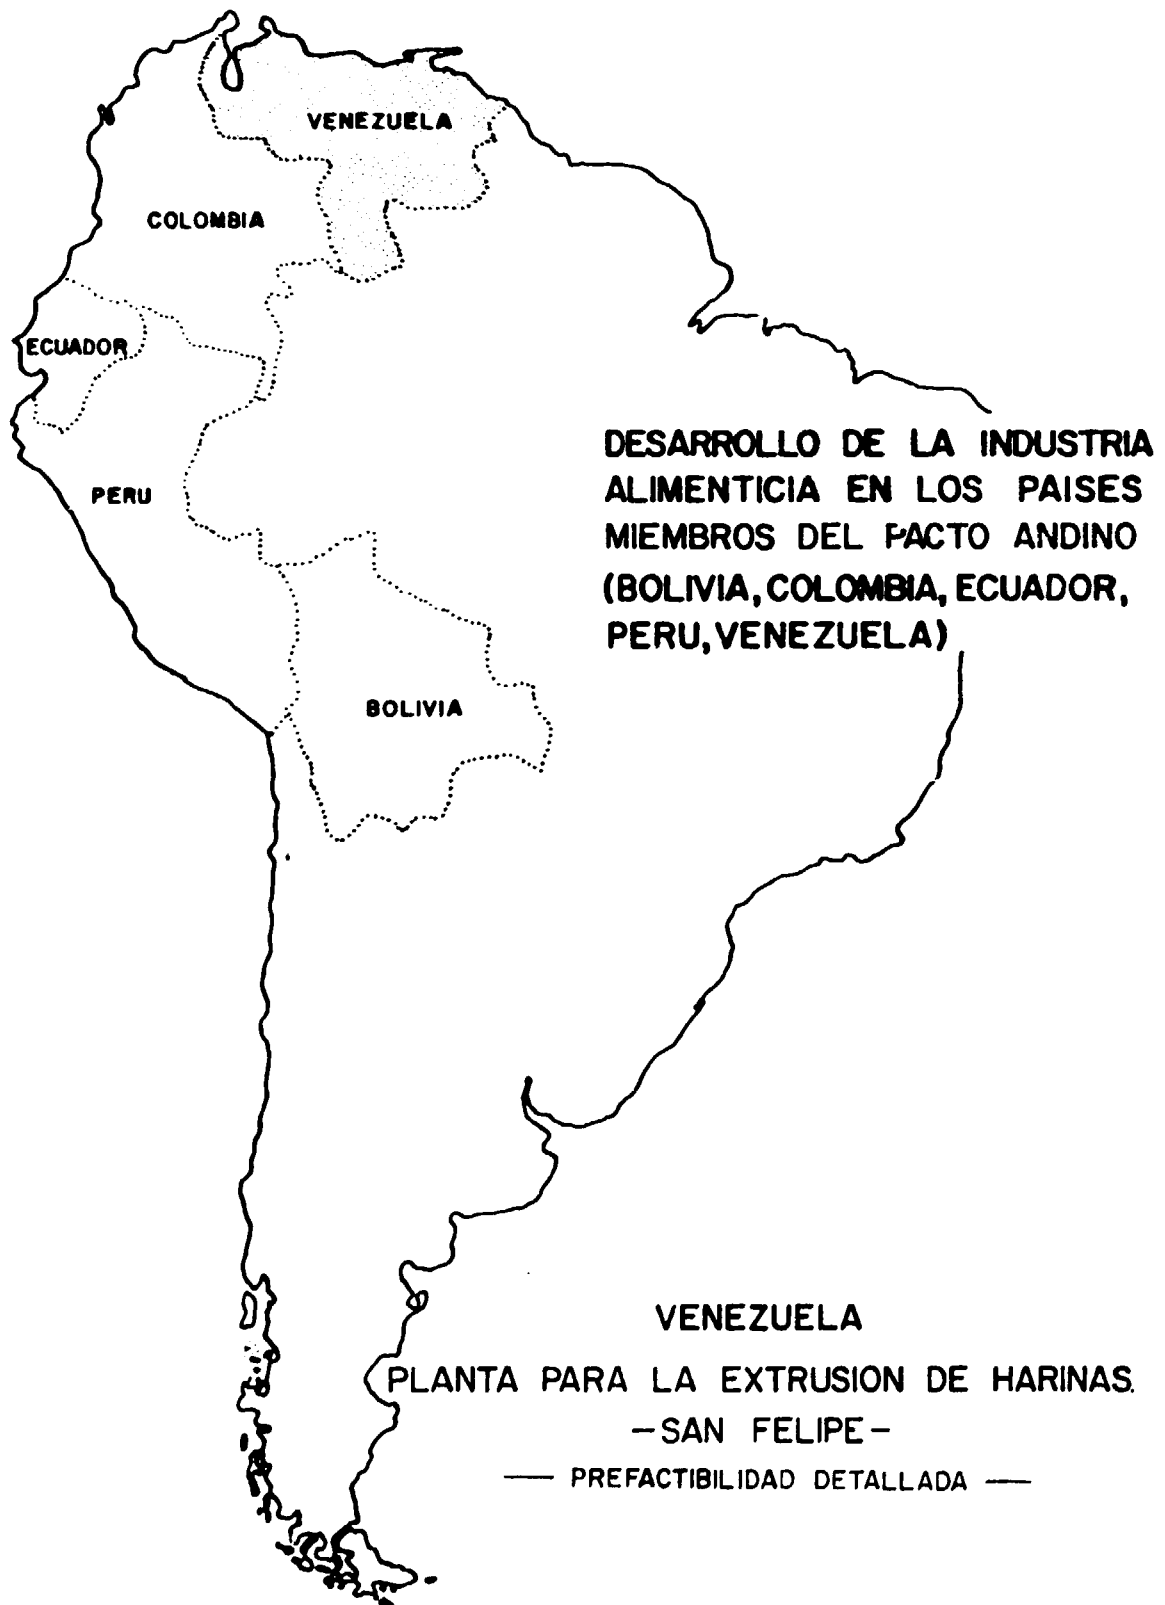 VENEZUELA
COLOMBIA
ECUADOR
PERU
DESARROLLO DE LA INDUSTRIA
ALIMENTICIA EN LOS PAISES
MIEMBROS DEL PACTO ANDINO
(BOLIVIA, COLOMBIA, ECUADOR,
PERU, VENEZUELA)
BOLIVIA
VENEZUELA
PLANTA PARA LA EXTRUSION DE HARINAS.
-SAN FELIPE-
— PREFACTIBILIDAD DETALLADA —